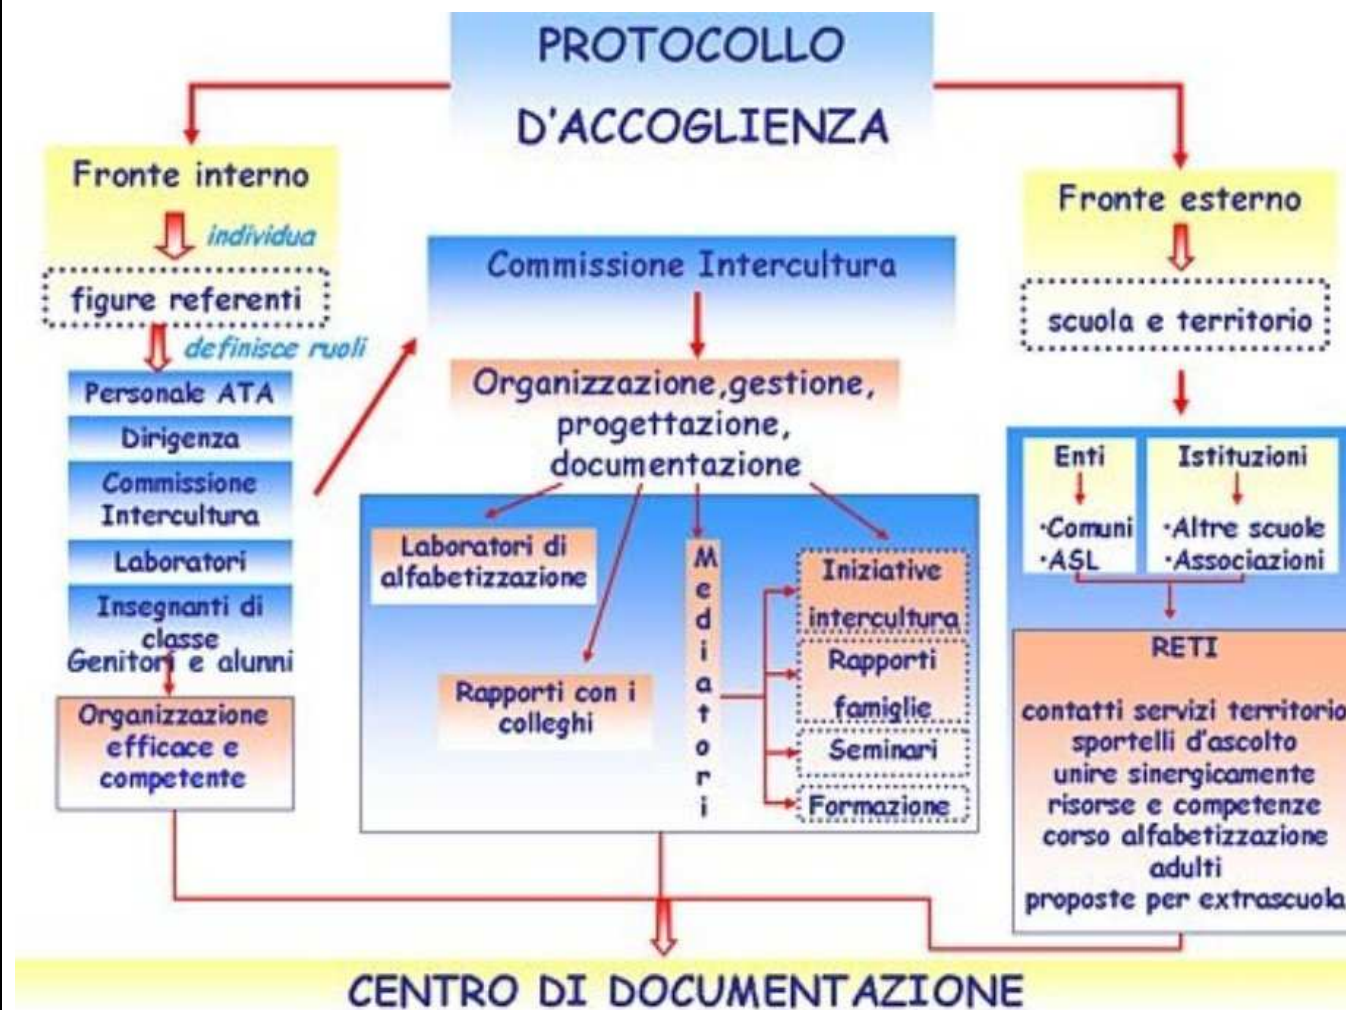 PROTOCOLLO
D'ACCOGLIENZA
Fronte interno
individua
figure referenti
definisce ruoli
Personale ATA
Dirigenza
Commissione
Intercultura
Laboratori
Insegnanti di
classe
Genitori e alunni
Organizzazione
efficace e
competente
Commissione Intercultura
Organizzazione,gestione,
progettazione,
documentazione
Laboratori di
alfabetizzazione
Rapporti con i
colleghi
Mediatori
Iniziative
intercultura
Rapporti
famiglie
Seminari
Formazione
Fronte esterno
scuola e territorio
Enti
•Comuni
•ASL
Istituzioni
•Altre scuole
•Associazioni
RETI
contatti servizi territorio
sportelli d'ascolto
unire sinergicamente
risorse e competenze
corso alfabetizzazione
adulti
proposte per extrascuola
CENTRO DI DOCUMENTAZIONE